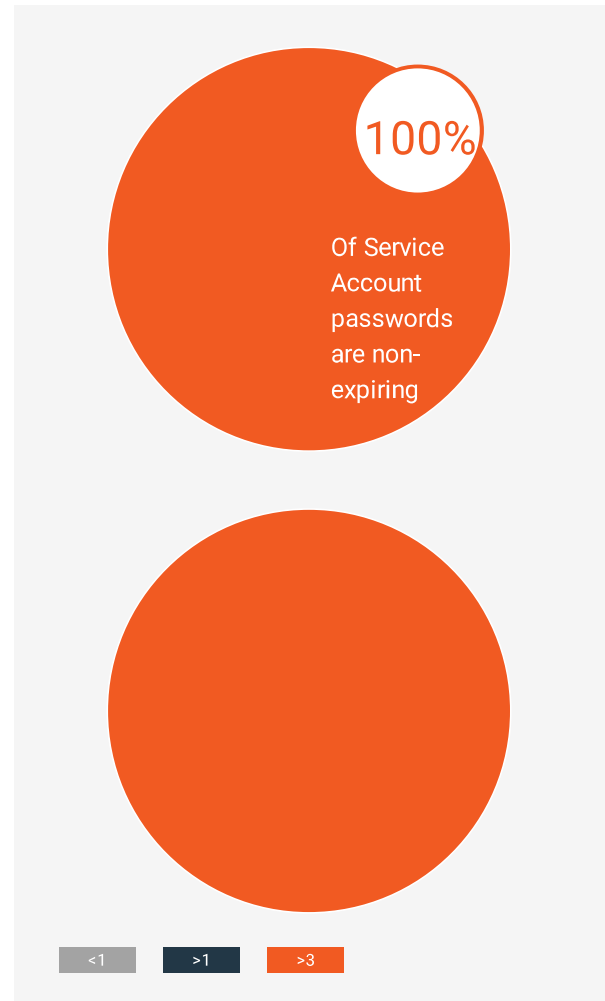 100%
Of Service
Account
passwords
are non-
expiring
<1
>1
>3